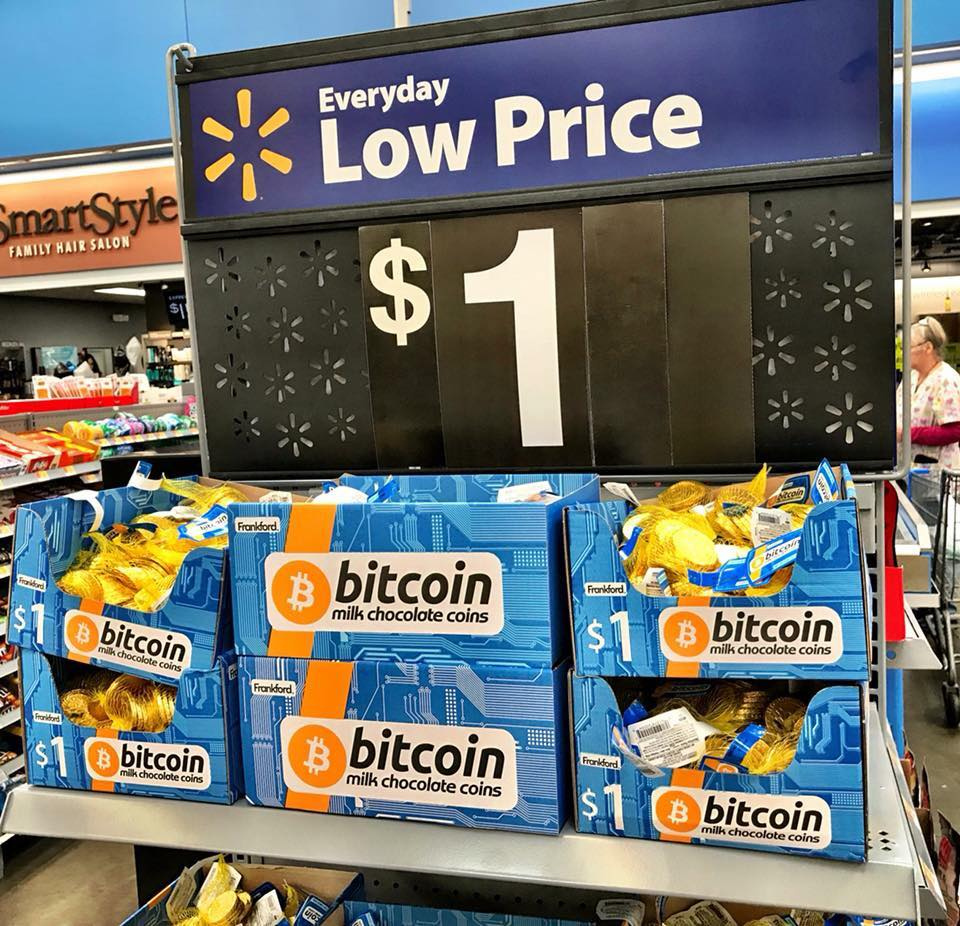 Everyday
Low Price
SmartStyle
FAMILY HAIR SALON
$1
Frankford
$1
bitcoin
milk chocolate coins
Frankford
bitcoin
milk chocolate coins
bitcoin
bitcoin
Frankford
$1
bitcoin
milk chocolate coins
Frankford
$1
bitcoin
milk chocolate coins
Frankford
bitcoin
milk chocolate coins
Frankford
$1
bitcoin
milk chocolate coins